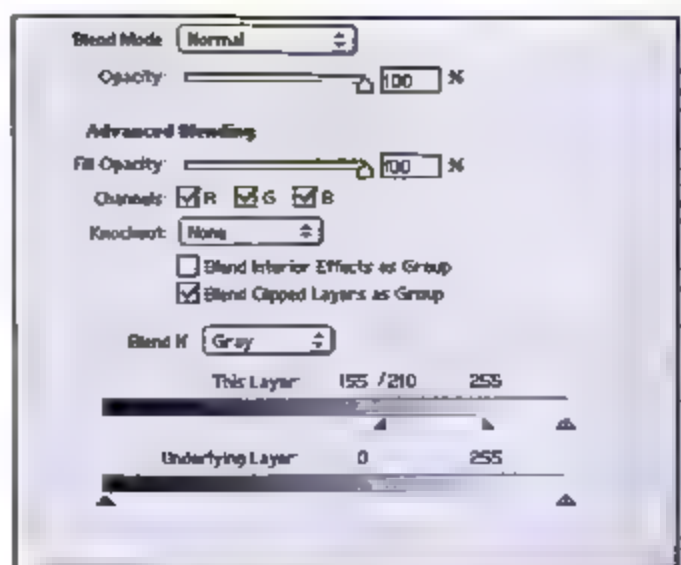 Blend Mode Normal
Opacity: 100 %
Advanced Blending
Fill Opacity: 100 %
Channels: R G B
Knockout: None
Blend Interior Effects as Group
Blend Clipped Layers as Group
Blend If Gray
This Layer: 155 / 210 255
Underlying Layer: 0 255